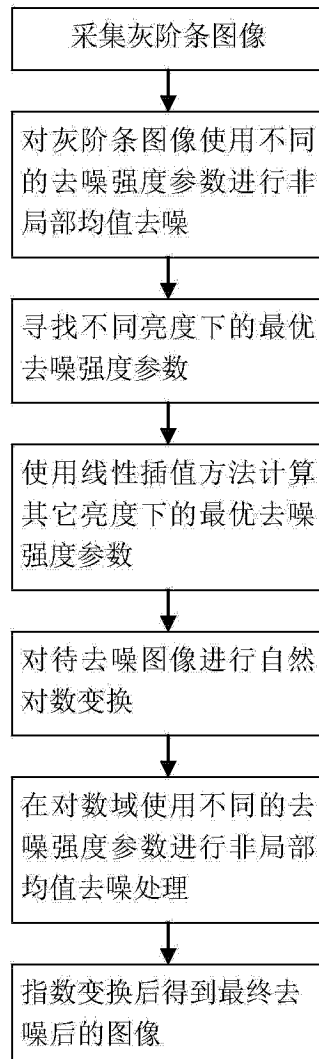 采集灰阶条图像
对灰阶条图像使用不同
的去噪强度参数进行非
局部均值去噪
寻找不同亮度下的最优
去噪强度参数
使用线性插值方法计算
其它亮度下的最优去噪
强度参数
对待去噪图像进行自然
对数变换
在对数域使用不同的去
噪强度参数进行非局部
均值去噪处理
指数变换后得到最终去
噪后的图像